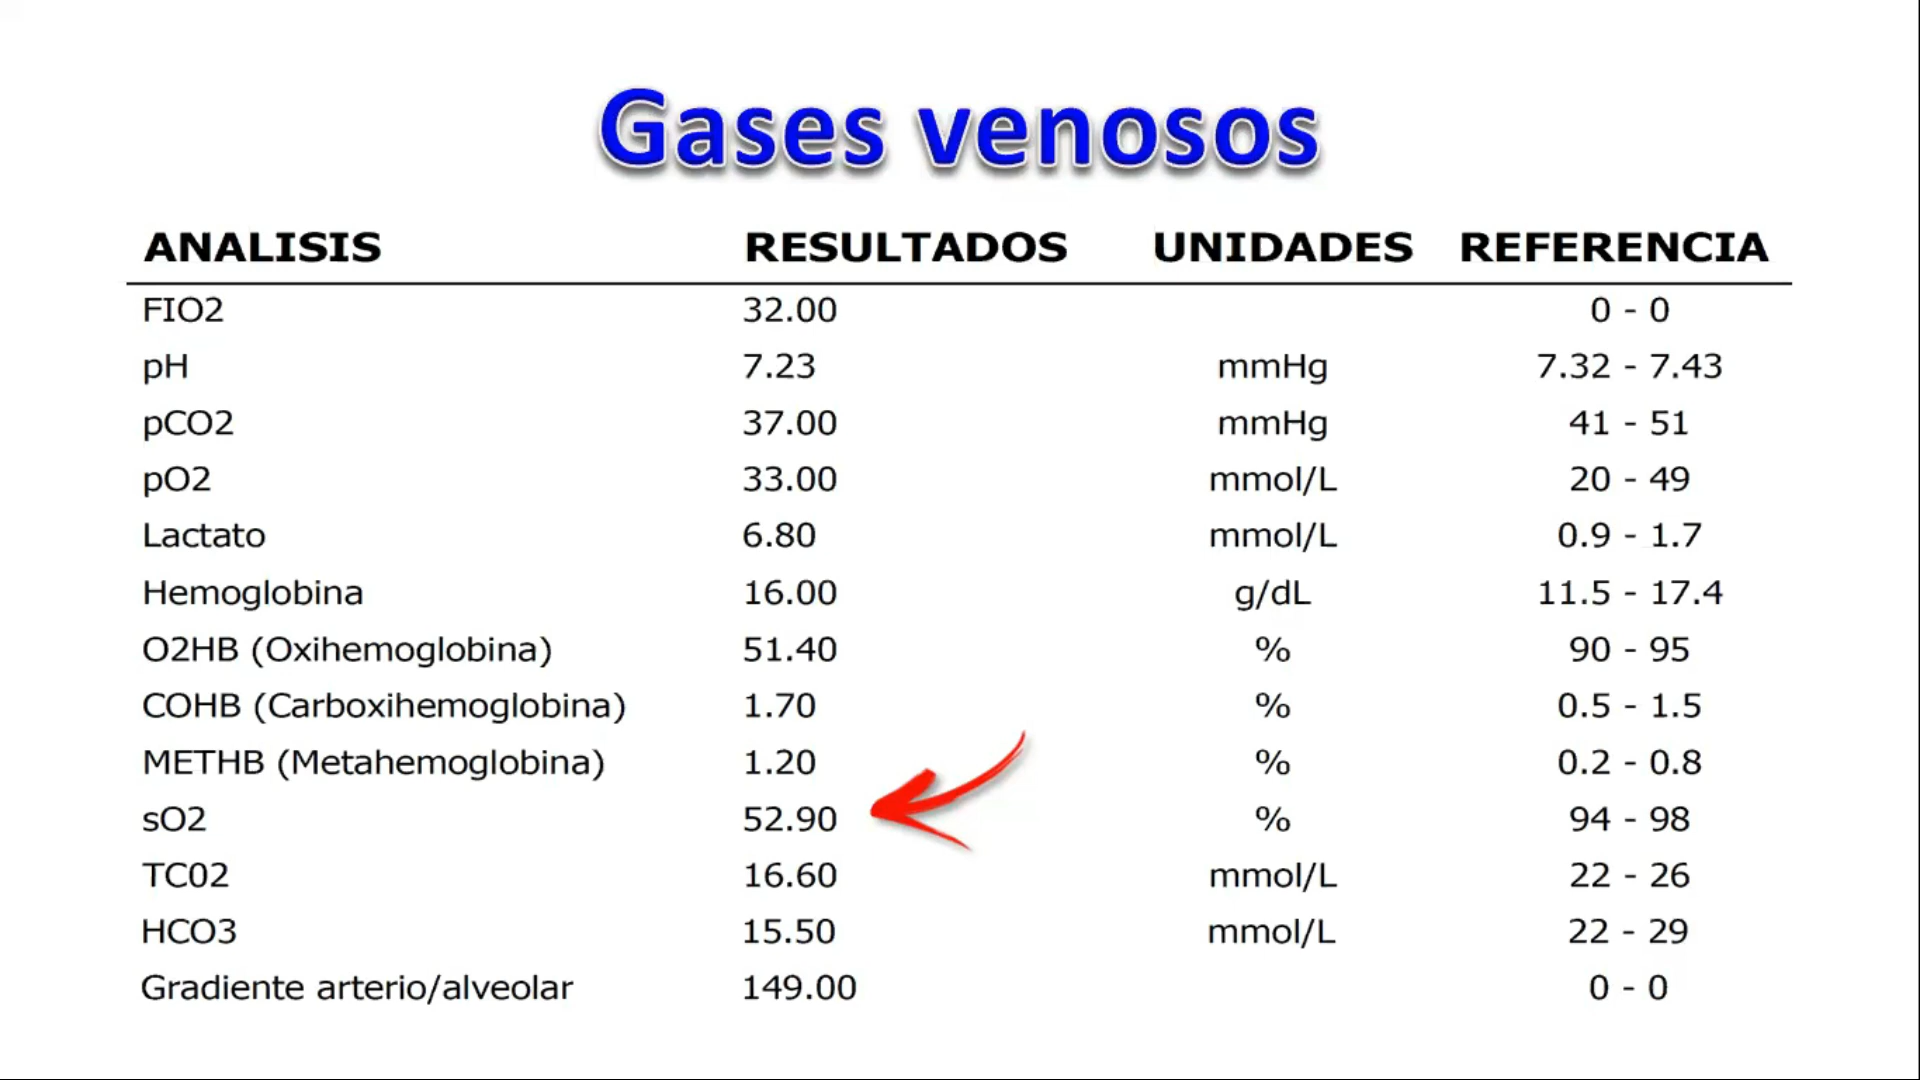 Gases venosos
ANALISIS RESULTADOS UNIDADES REFERENCIA
FIO2 32.00 0 - 0
pH 7.23 mmHg 7.32 - 7.43
pCO2 37.00 mmHg 41 - 51
pO2 33.00 mmol/L 20 - 49
Lactato 6.80 mmol/L 0.9 - 1.7
Hemoglobina 16.00 g/dL 11.5 - 17.4
O2HB (Oxihemoglobina) 51.40 % 90 - 95
COHB (Carboxihemoglobina) 1.70 % 0.5 - 1.5
METHB (Metahemoglobina) 1.20 % 0.2 - 0.8
sO2 52.90 % 94 - 98
TC02 16.60 mmol/L 22 - 26
HCO3 15.50 mmol/L 22 - 29
Gradiente arterio/alveolar 149.00 0 - 0